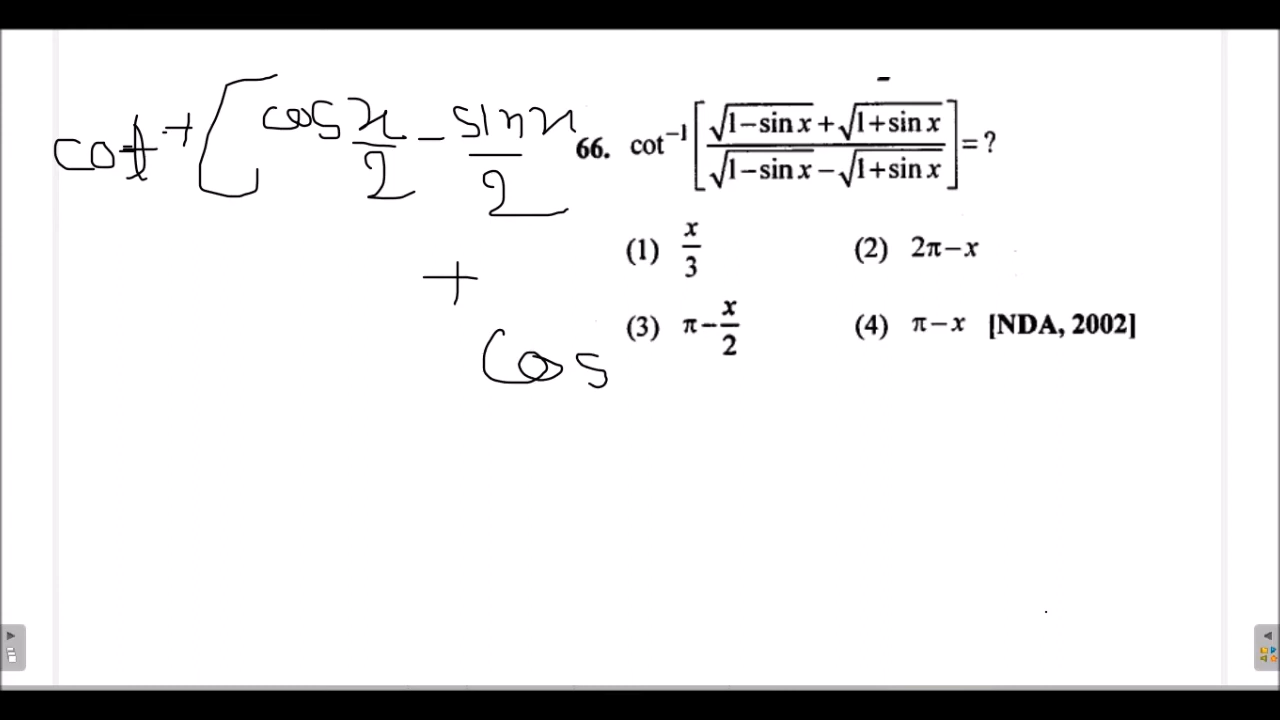 cot⁻¹ [ cos x/2 − sin x/2
+
cos
66. cot⁻¹ [ (√1−sin x + √1+sin x) / (√1−sin x − √1+sin x) ] = ?
(1) x/3 (2) 2π−x
(3) π−x/2 (4) π−x [NDA, 2002]